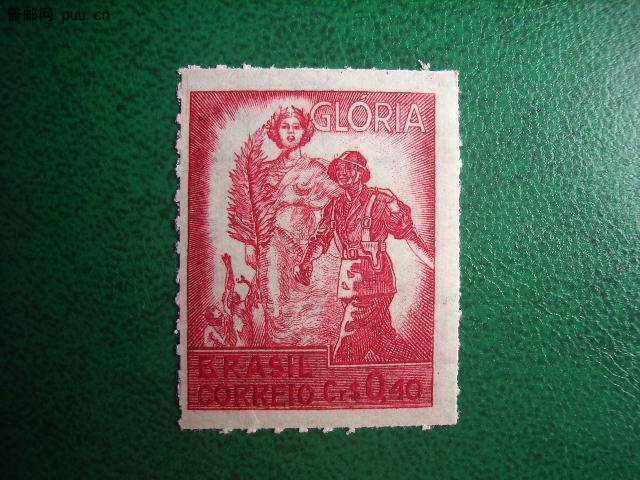 普邮网 puu.cn
GLORIA
BRASIL
CORREIO Cr$ 0,40